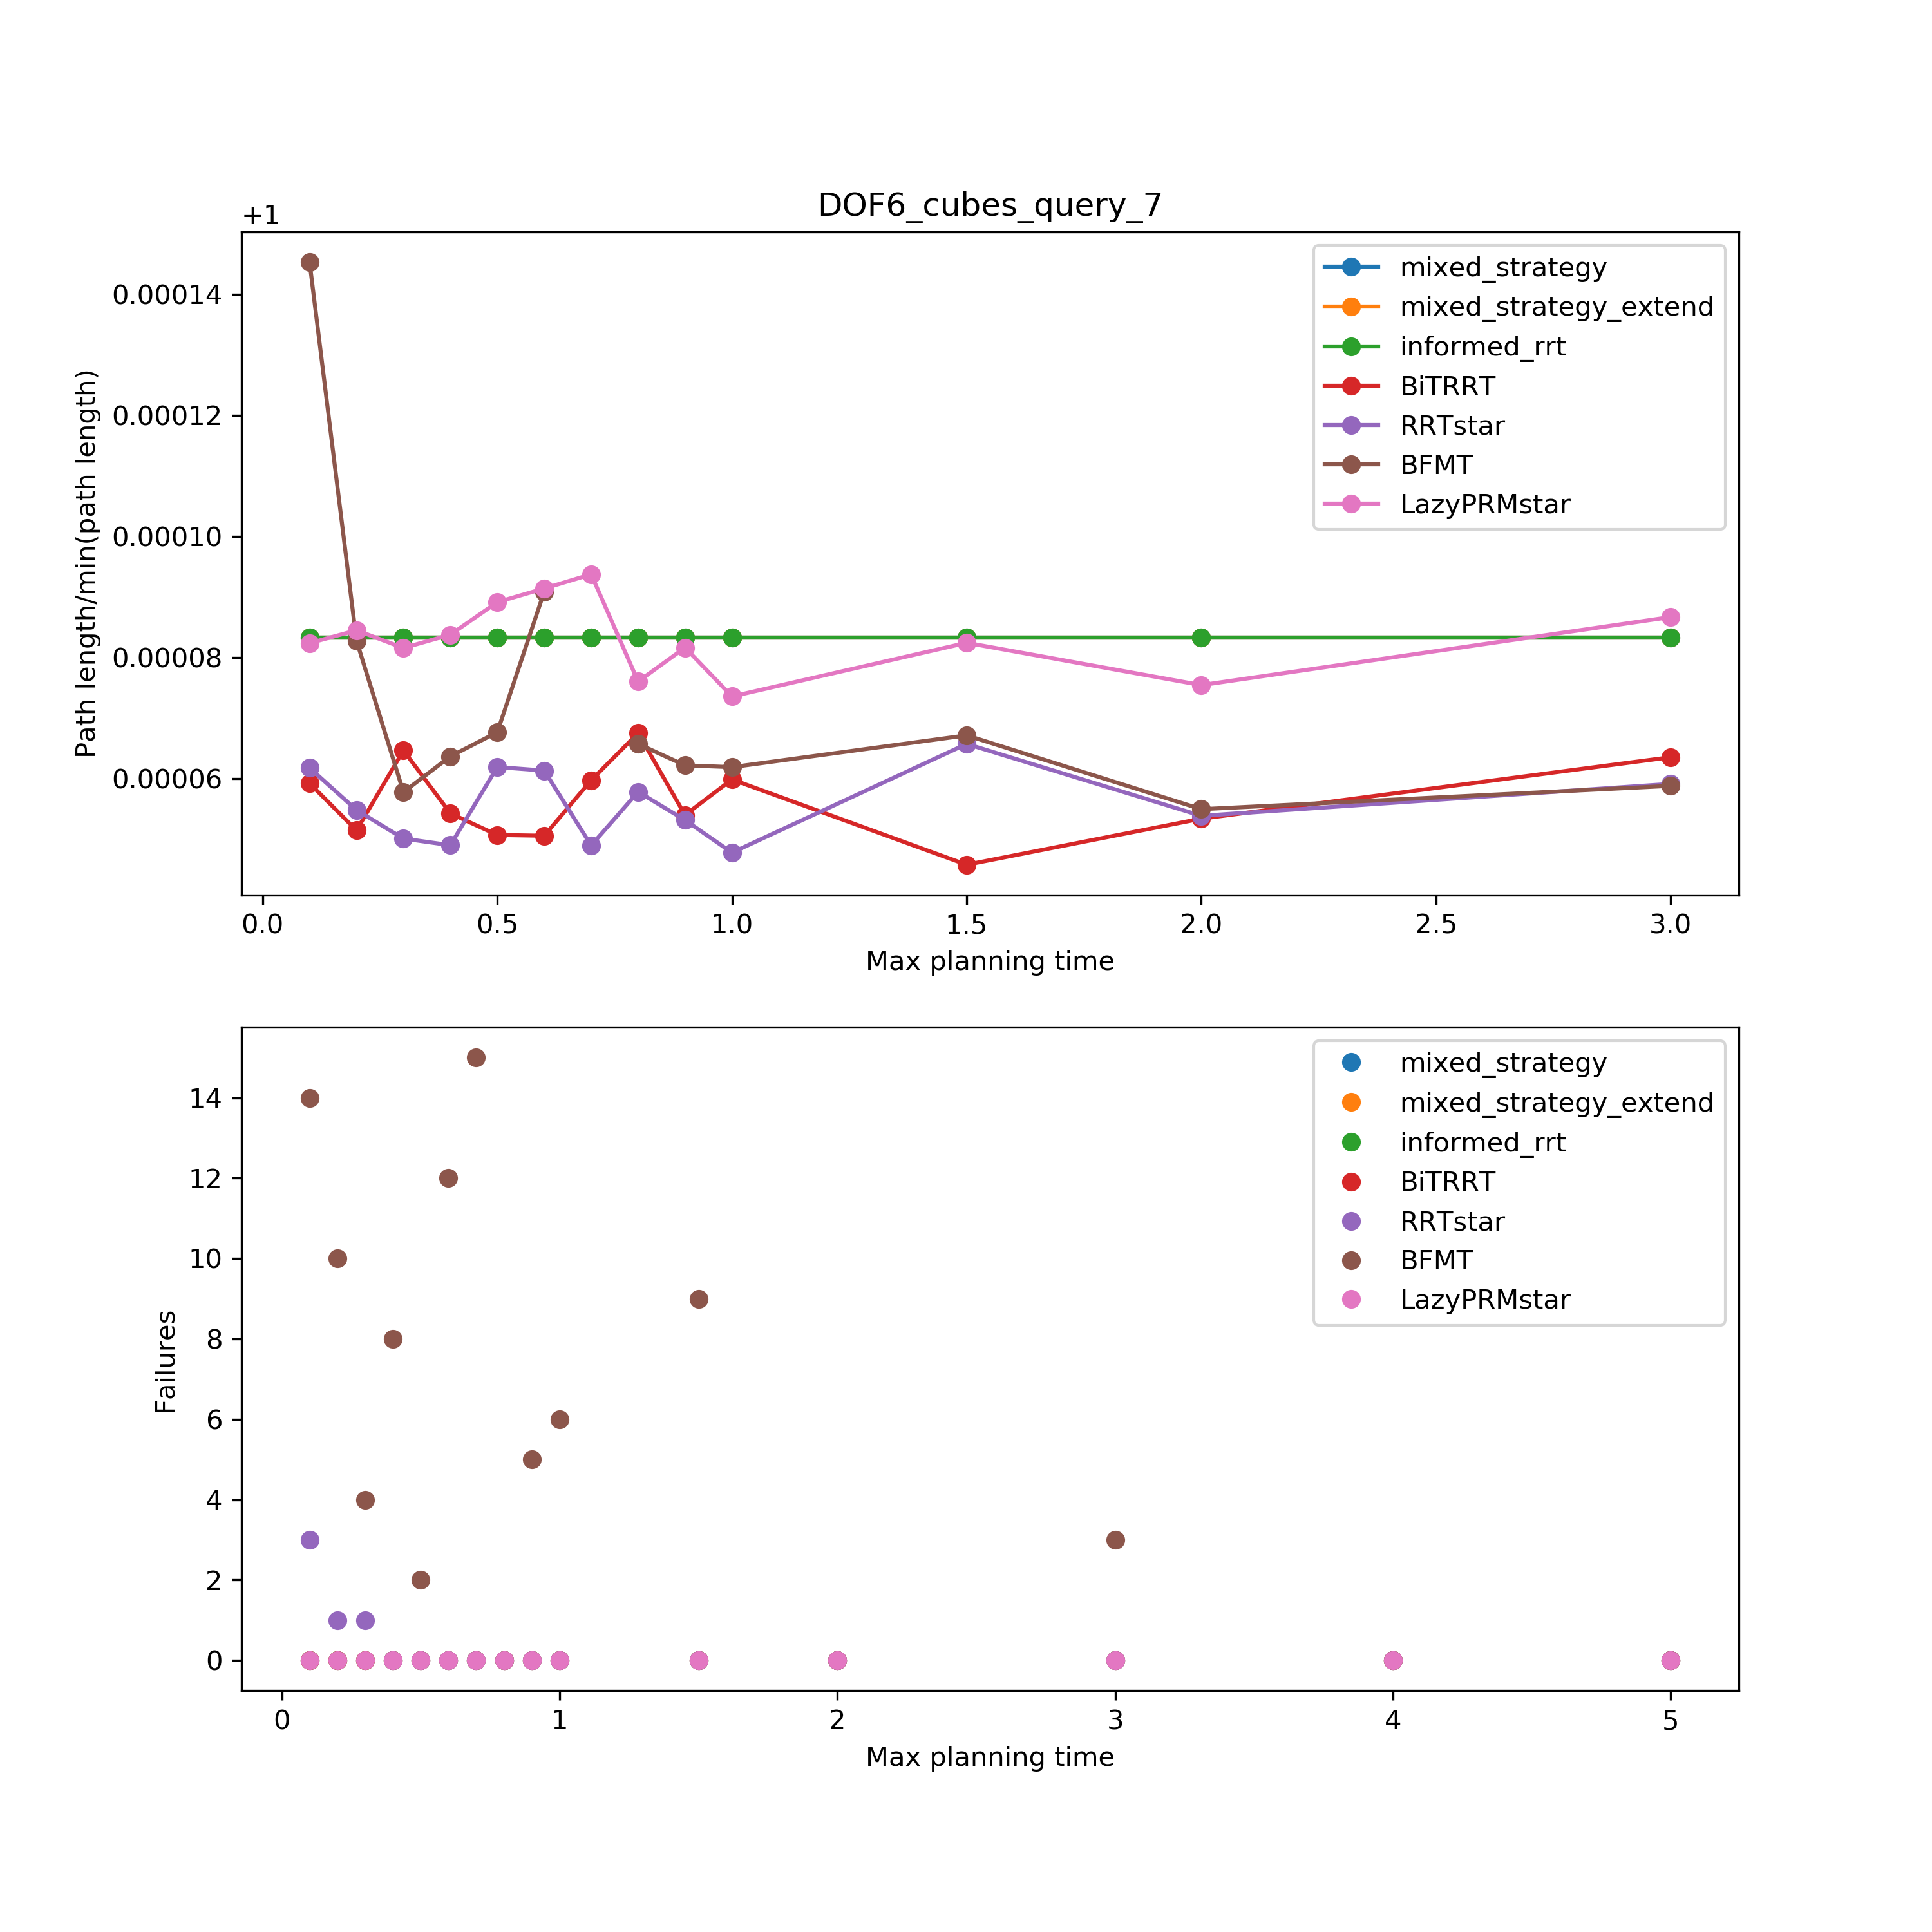 DOF6_cubes_query_7
+1
0.00014
0.00012
0.00010
0.00008
0.00006
Path length/min(path length)
mixed_strategy
mixed_strategy_extend
informed_rrt
BiTRRT
RRTstar
BFMT
LazyPRMstar
0.0 0.5 1.0 1.5 2.0 2.5 3.0
Max planning time
14
12
10
8
6
4
2
0
Failures
mixed_strategy
mixed_strategy_extend
informed_rrt
BiTRRT
RRTstar
BFMT
LazyPRMstar
0 1 2 3 4 5
Max planning time